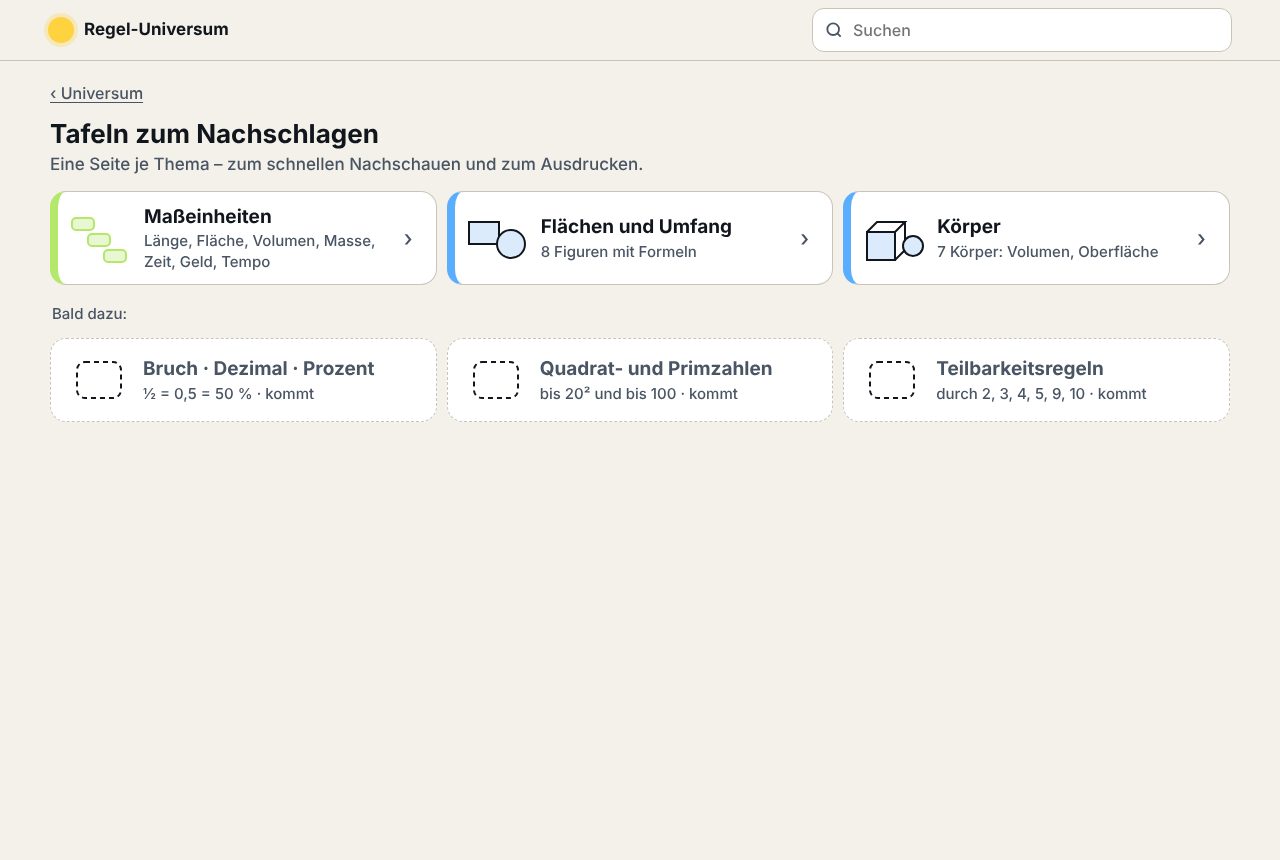 Regel-Universum
Suchen
‹ Universum
Tafeln zum Nachschlagen
Eine Seite je Thema – zum schnellen Nachschauen und zum Ausdrucken.
Maßeinheiten
Länge, Fläche, Volumen, Masse,
Zeit, Geld, Tempo
›
Flächen und Umfang
8 Figuren mit Formeln
›
Körper
7 Körper: Volumen, Oberfläche
›
Bald dazu:
Bruch · Dezimal · Prozent
½ = 0,5 = 50 % · kommt
Quadrat- und Primzahlen
bis 20² und bis 100 · kommt
Teilbarkeitsregeln
durch 2, 3, 4, 5, 9, 10 · kommt